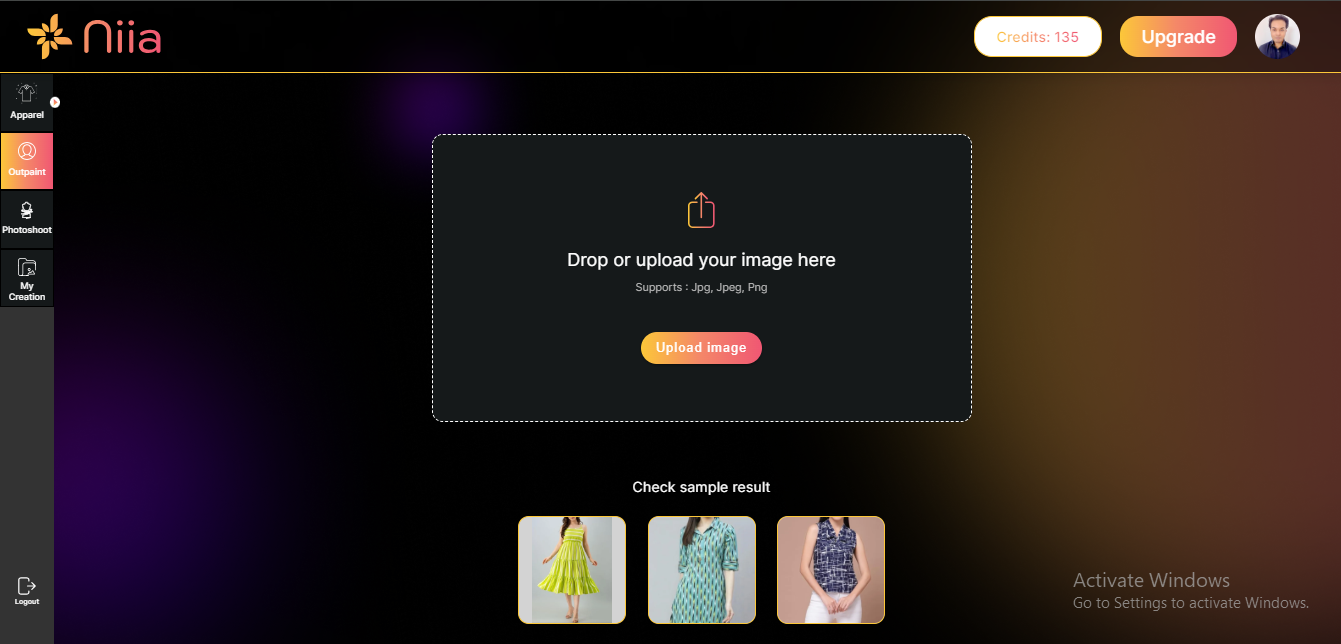 Niia
Credits: 135
Upgrade
Apparel
Outpaint
Photoshoot
My
Creation
Drop or upload your image here
Supports : Jpg, Jpeg, Png
Upload image
Check sample result
Activate Windows
Go to Settings to activate Windows.
Logout